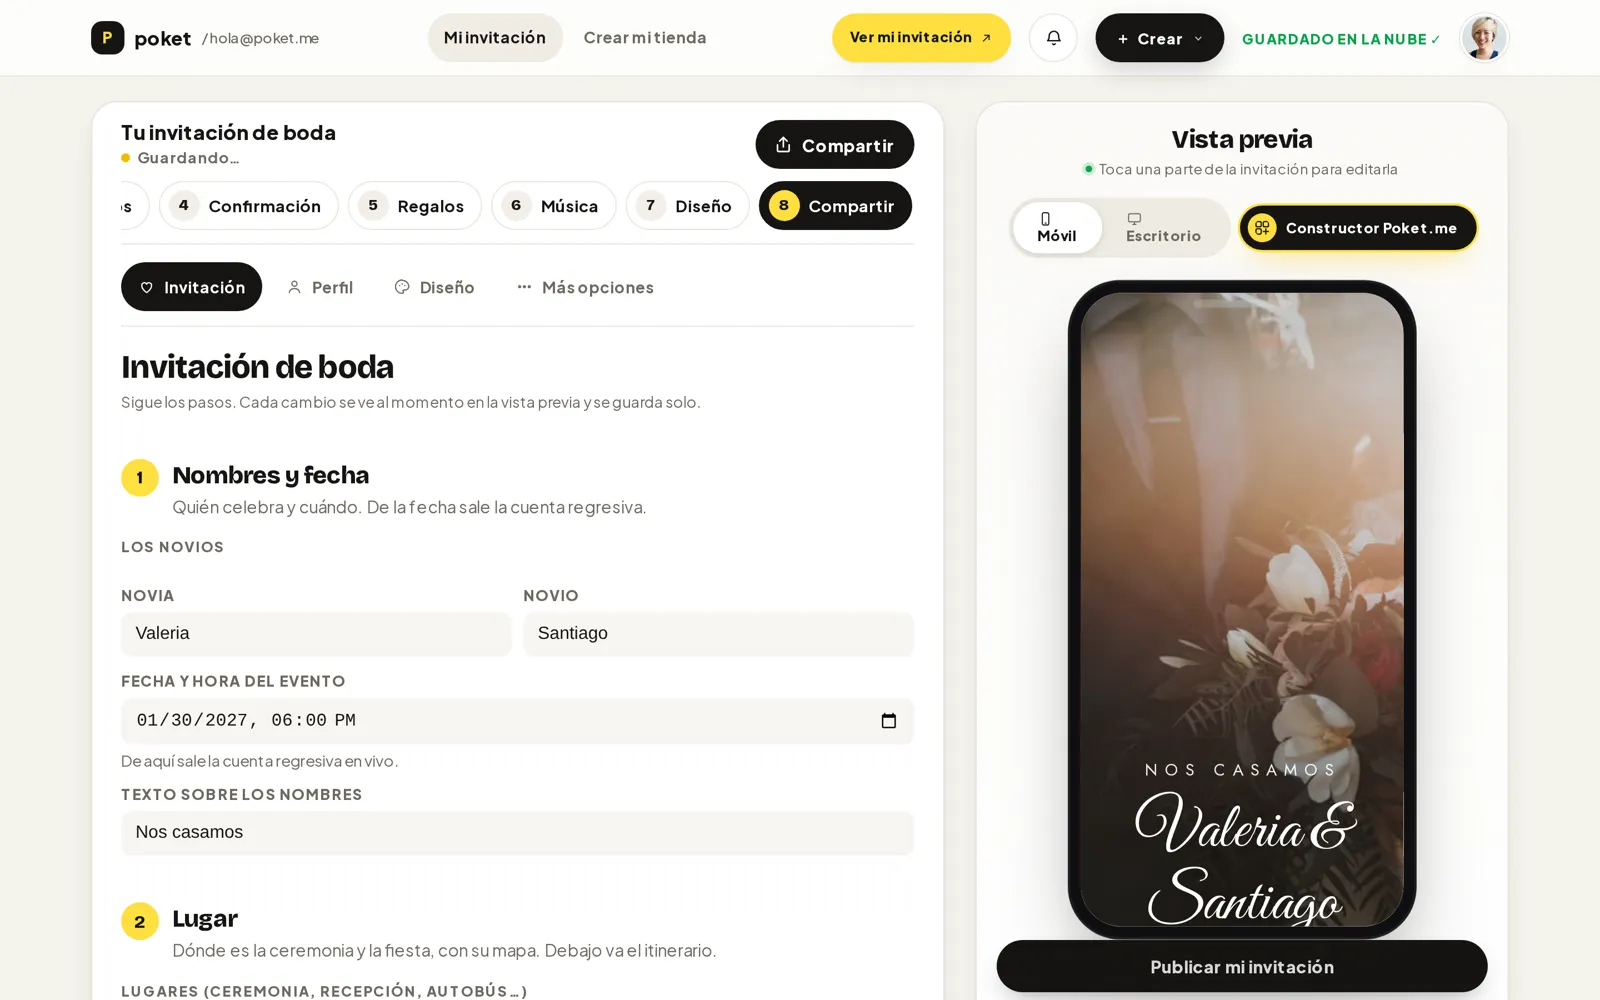 P poket /hola@poket.me Mi invitación Crear mi tienda Ver mi invitación ↗ + Crear GUARDADO EN LA NUBE ✓
Tu invitación de boda
Guardando…
Compartir
os 4 Confirmación 5 Regalos 6 Música 7 Diseño 8 Compartir
Invitación Perfil Diseño ··· Más opciones
Invitación de boda
Sigue los pasos. Cada cambio se ve al momento en la vista previa y se guarda solo.
1 Nombres y fecha
Quién celebra y cuándo. De la fecha sale la cuenta regresiva.
LOS NOVIOS
NOVIA NOVIO
Valeria Santiago
FECHA Y HORA DEL EVENTO
01/30/2027, 06:00 PM
De aquí sale la cuenta regresiva en vivo.
TEXTO SOBRE LOS NOMBRES
Nos casamos
2 Lugar
Dónde es la ceremonia y la fiesta, con su mapa. Debajo va el itinerario.
LUGARES (CEREMONIA, RECEPCIÓN, AUTOBÚS…)
Vista previa
Toca una parte de la invitación para editarla
Móvil Escritorio Constructor Poket.me
NOS CASAMOS
Valeria &
Santiago
Publicar mi invitación